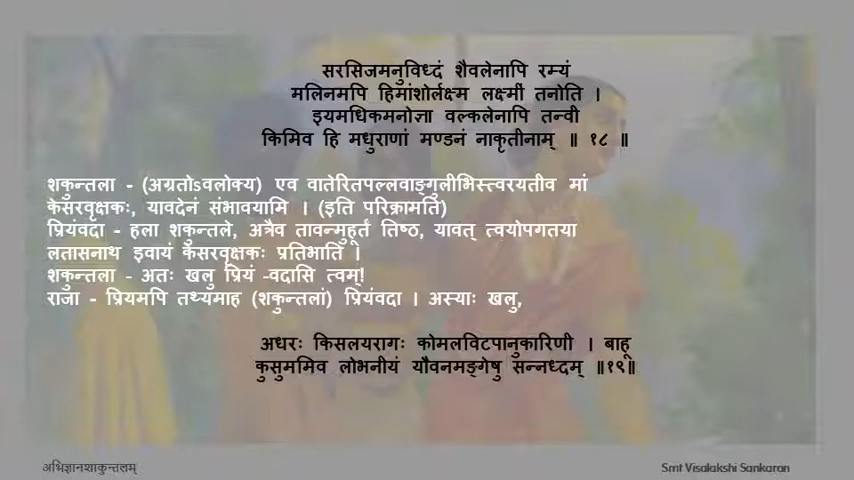 सरसिजमनुविध्दं शैवलेनापि रम्यं
मलिनमपि हिमांशोर्लक्ष्म लक्ष्मीं तनोति ।
इयमधिकमनोज्ञा वल्कलेनापि तन्वी
किमिव हि मधुराणां मण्डनं नाकृतीनाम् ॥ १८ ॥
शकुन्तला - (अग्रतोऽवलोक्य) एव वातेरितपल्लवाङ्गुलीभिस्त्वरयतीव मां
केसरवृक्षकः, यावदेनं संभावयामि । (इति परिक्रामति)
प्रियंवदा - हला शकुन्तले, अत्रैव तावन्मुहूर्तं तिष्ठ, यावत् त्वयोपगतया
लतासनाथ इवायं केसरवृक्षकः प्रतिभाति ।
शकुन्तला - अतः खलु प्रियं -वदासि त्वम्!
राजा - प्रियमपि तथ्यमाह (शकुन्तलां) प्रियंवदा । अस्याः खलु,
अधरः किसलयरागः कोमलविटपानुकारिणी । बाहू
कुसुममिव लोभनीयं यौवनमङ्गेषु सन्नध्दम् ॥१९॥
अभिज्ञानशाकुन्तलम्
Smt Visalakshi Sankaran